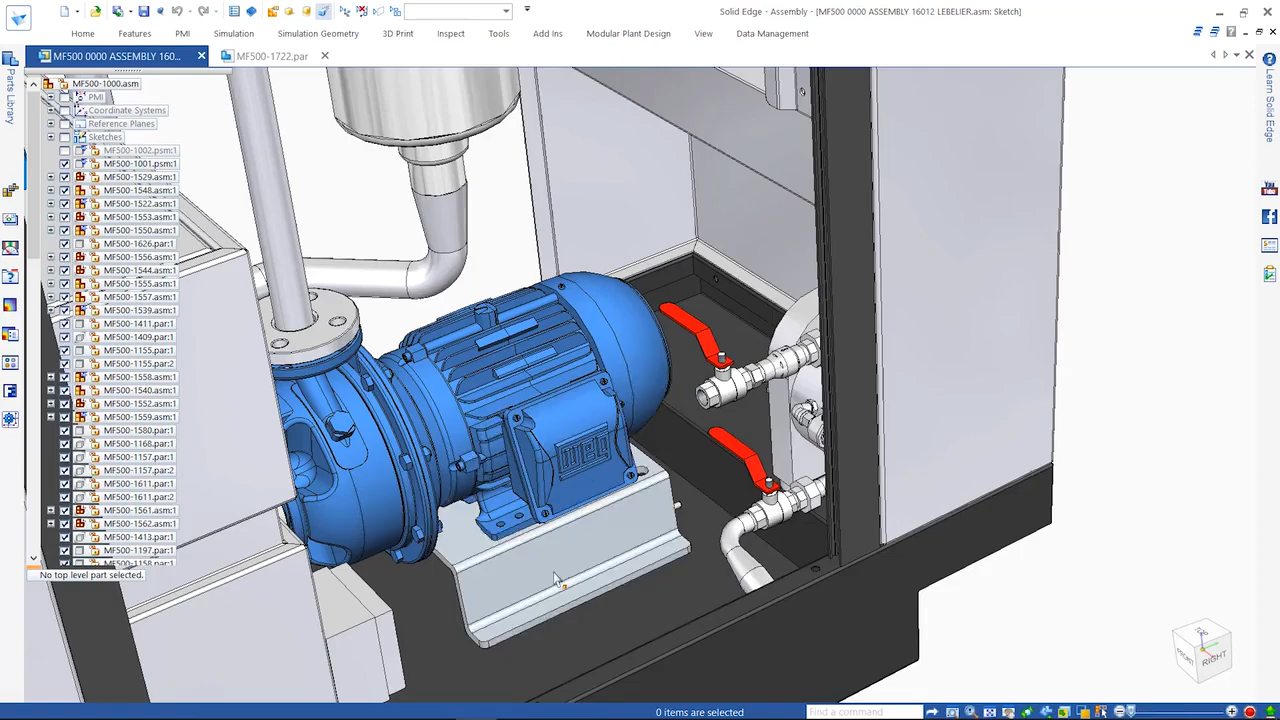 Solid Edge - Assembly - [MF500 0000 ASSEMBLY 16012 LEBELIER.asm: Sketch]
Home Features PMI Simulation Simulation Geometry 3D Print Inspect Tools Add Ins Modular Plant Design View Data Management
MF500 0000 ASSEMBLY 160... MF500-1722.par
Parts Library
Learn Solid Edge
MF500-1000.asm
PMI
Coordinate Systems
Reference Planes
Sketches
MF500-1002.psm:1
MF500-1001.psm:1
MF500-1529.asm:1
MF500-1548.asm:1
MF500-1522.asm:1
MF500-1553.asm:1
MF500-1550.asm:1
MF500-1626.par:1
MF500-1556.asm:1
MF500-1544.asm:1
MF500-1555.asm:1
MF500-1557.asm:1
MF500-1539.asm:1
MF500-1411.par:1
MF500-1409.par:1
MF500-1155.par:1
MF500-1155.par:2
MF500-1558.asm:1
MF500-1540.asm:1
MF500-1552.asm:1
MF500-1559.asm:1
MF500-1580.par:1
MF500-1168.par:1
MF500-1157.par:1
MF500-1157.par:2
MF500-1611.par:1
MF500-1611.par:2
MF500-1561.asm:1
MF500-1562.asm:1
MF500-1413.par:1
MF500-1197.par:1
MF500-1158.par:1
No top level part selected.
You Tube
weg
TOP
FRONT
RIGHT
0 items are selected
Find a command